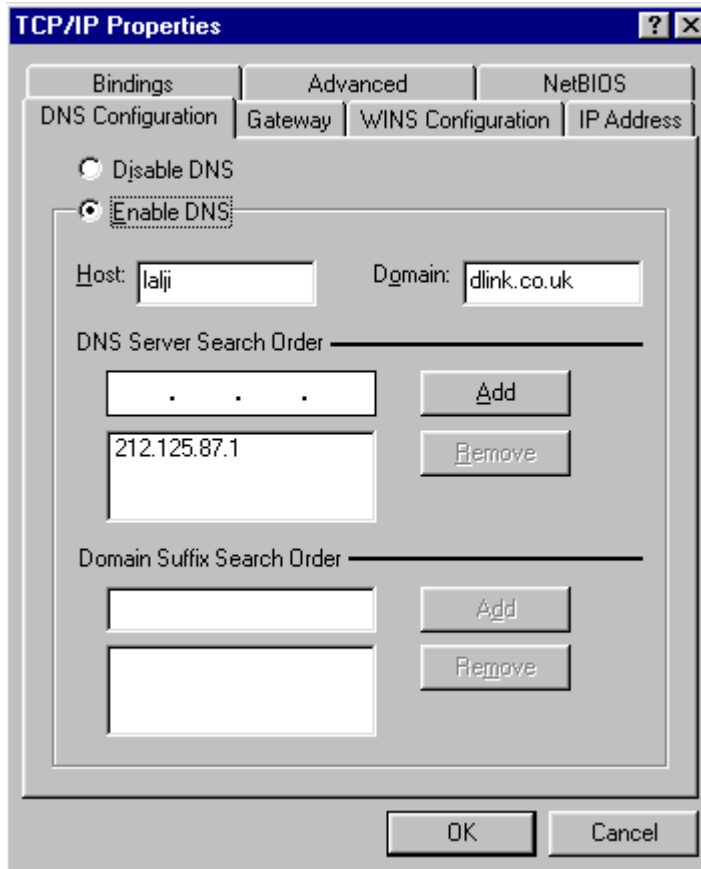 TCP/IP Properties ? X
Bindings Advanced NetBIOS
DNS Configuration Gateway WINS Configuration IP Address
Disable DNS
Enable DNS
Host: lalji Domain: dlink.co.uk
DNS Server Search Order
. . . Add
212.125.87.1 Remove
Domain Suffix Search Order
Add
Remove
OK Cancel